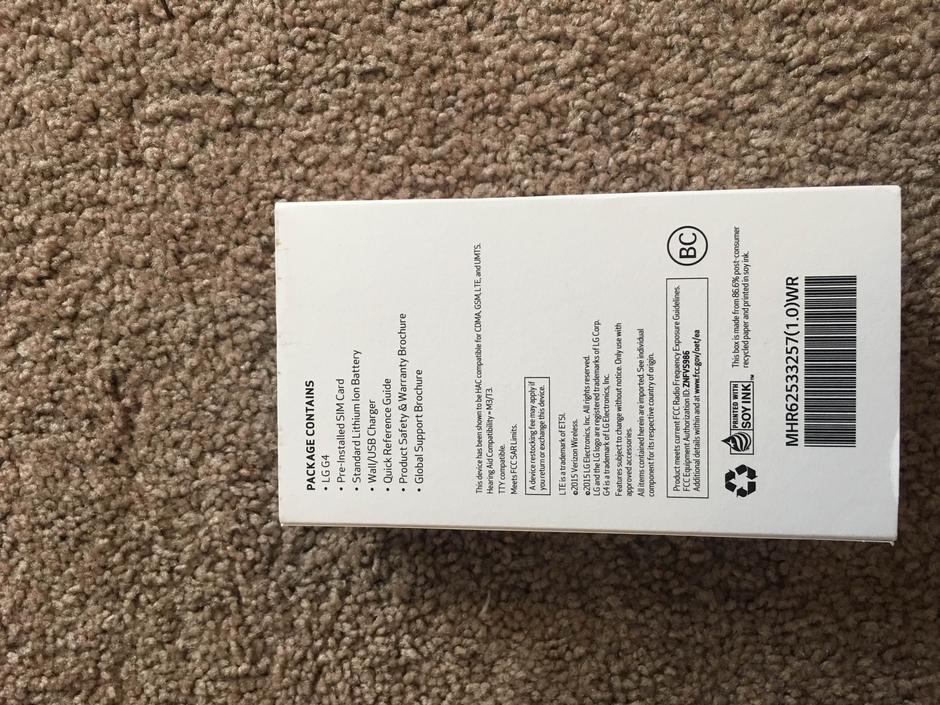 PACKAGE CONTAINS
• LG G4
• Pre-Installed SIM Card
• Standard Lithium Ion Battery
• Wall/USB Charger
• Quick Reference Guide
• Product Safety & Warranty Brochure
• Global Support Brochure
This device has been shown to be HAC compatible for CDMA, GSM, LTE, and UMTS.
Hearing Aid Compatibility = M3/T3.
TTY compatible.
Meets FCC SAR Limits.
A device restocking fee may apply if
you return or exchange this device.
LTE is a trademark of ETSI.
©2015 Verizon Wireless.
©2015 LG Electronics, Inc. All rights reserved.
LG and the LG logo are registered trademarks of LG Corp.
G4 is a trademark of LG Electronics, Inc.
Features subject to change without notice. Only use with
approved accessories.
All items contained herein are imported. See individual
component for its respective country of origin.
Product meets current FCC Radio Frequency Exposure Guidelines.
FCC Equipment Authorization ID: ZNFVS986
Additional details within and at www.fcc.gov/oet/ea
BC
PRINTED WITH
SOY INK™
This box is made from 86.6% post-consumer
recycled paper and printed in soy ink.
MHR62533257(1.0)WR